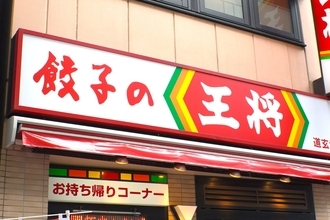 餃子の王将
道玄
お持ち帰りコーナー